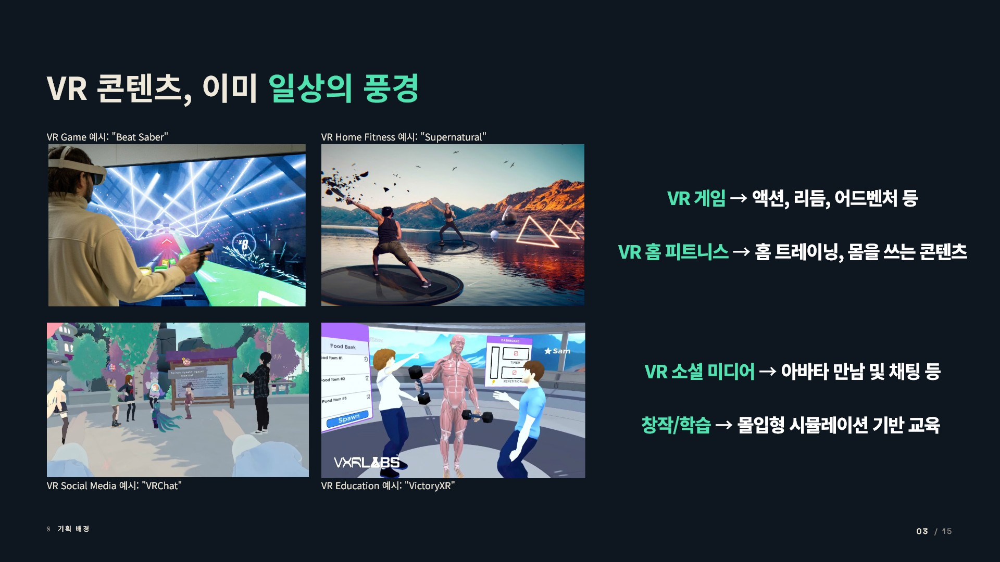 VR 콘텐츠, 이미 일상의 풍경
VR Game 예시: "Beat Saber"
VR Home Fitness 예시: "Supernatural"
x8
VR 게임 → 액션, 리듬, 어드벤처 등
VR 홈 피트니스 → 홈 트레이닝, 몸을 쓰는 콘텐츠
Food Bank
ood Item #1
Food Item #2
Food Item #3
Spawn
DASHBOARD
TIMER
REPETITIONS
Sam
VXRLABS
VR 소셜 미디어 → 아바타 만남 및 채팅 등
창작/학습 → 몰입형 시뮬레이션 기반 교육
VR Social Media 예시: "VRChat"
VR Education 예시: "VictoryXR"
§ 기획 배경
03 / 15